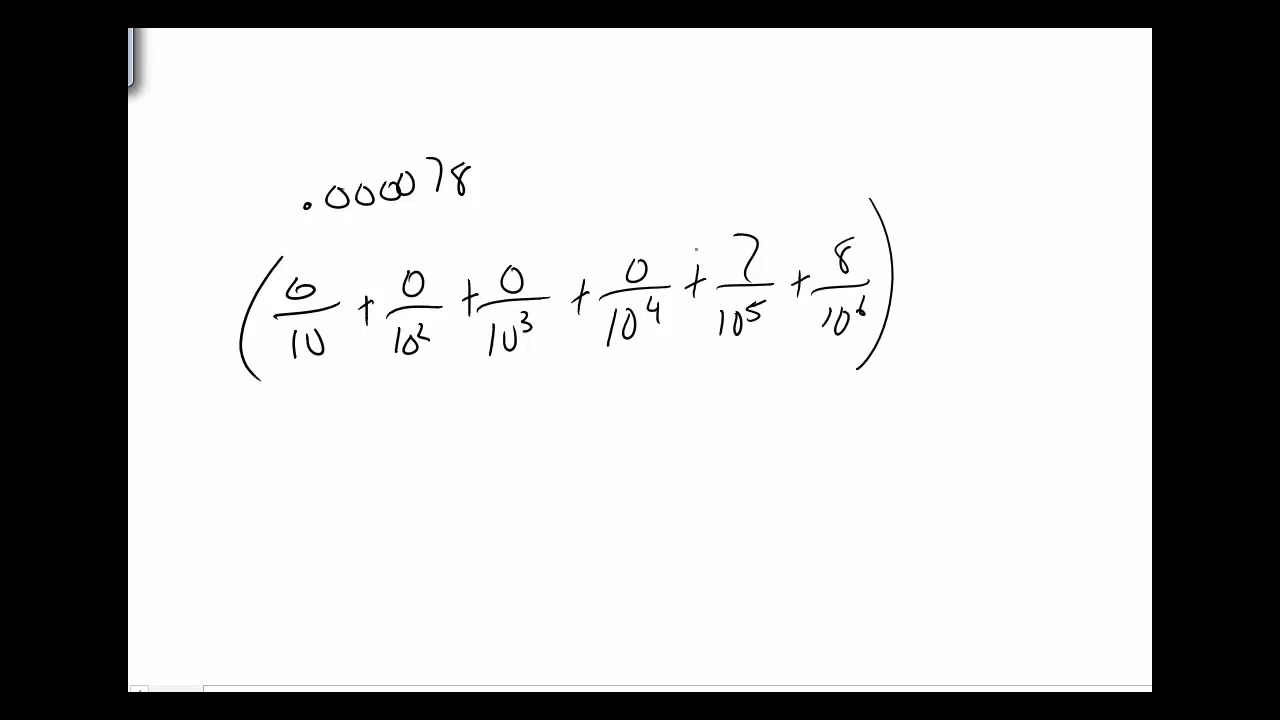 .000078
(0/10 + 0/10² + 0/10³ + 0/10⁴ + 7/10⁵ + 8/10⁶)